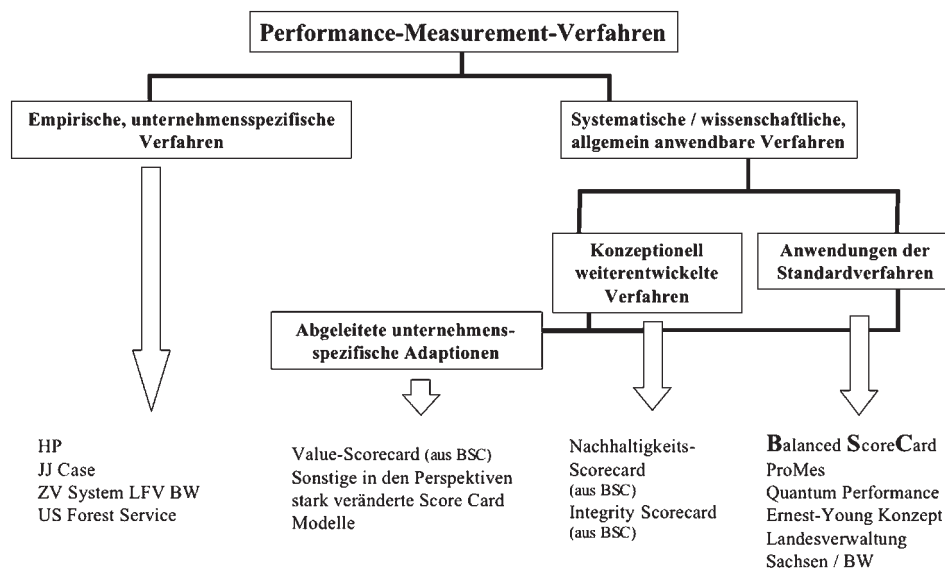 Performance-Measurement-Verfahren
Empirische, unternehmensspezifische
Verfahren
Systematische / wissenschaftliche,
allgemein anwendbare Verfahren
Konzeptionell
weiterentwickelte
Verfahren
Anwendungen der
Standardverfahren
Abgeleitete unternehmens-
spezifische Adaptionen
HP
JJ Case
ZV System LFV BW
US Forest Service
Value-Scorecard (aus BSC)
Sonstige in den Perspektiven
stark veränderte Score Card
Modelle
Nachhaltigkeits-
Scorecard
(aus BSC)
Integrity Scorecard
(aus BSC)
Balanced ScoreCard
ProMes
Quantum Performance
Ernest-Young Konzept
Landesverwaltung
Sachsen / BW